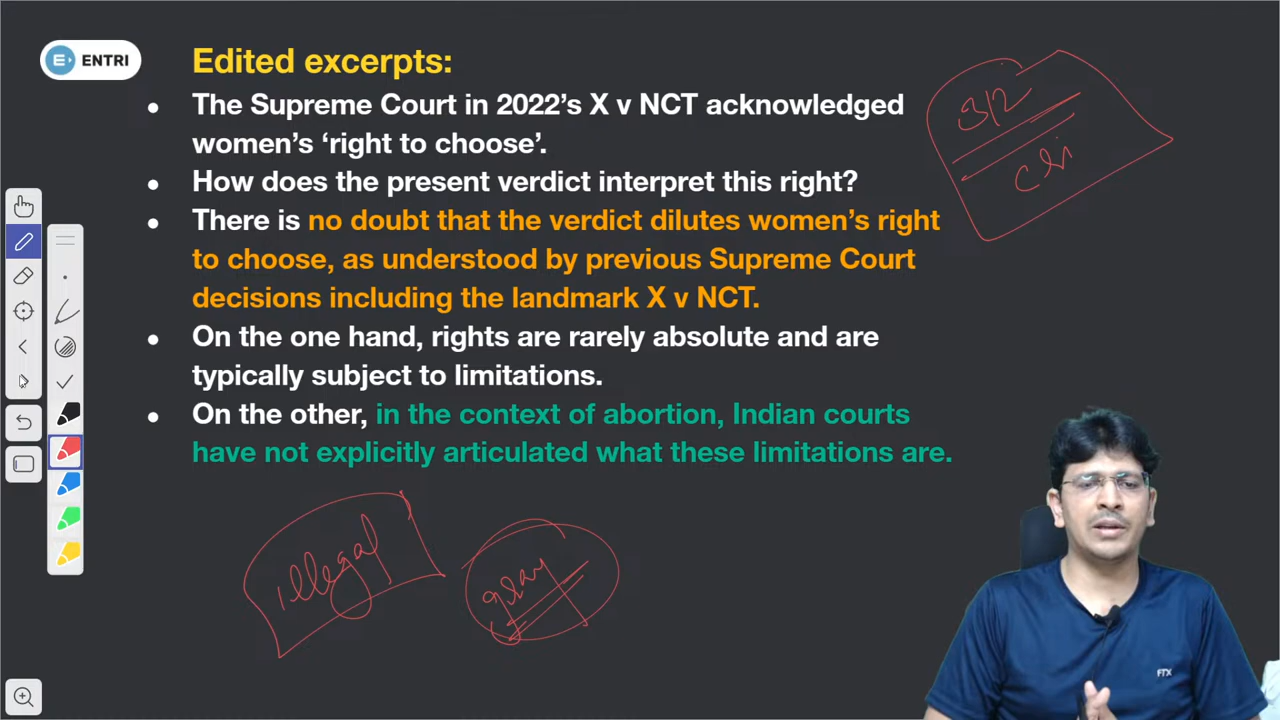 ENTRI
Edited excerpts:
• The Supreme Court in 2022’s X v NCT acknowledged
women’s ‘right to choose’.
• How does the present verdict interpret this right?
• There is no doubt that the verdict dilutes women’s right
to choose, as understood by previous Supreme Court
decisions including the landmark X v NCT.
• On the one hand, rights are rarely absolute and are
typically subject to limitations.
• On the other, in the context of abortion, Indian courts
have not explicitly articulated what these limitations are.
312
illegal
gray
FTX